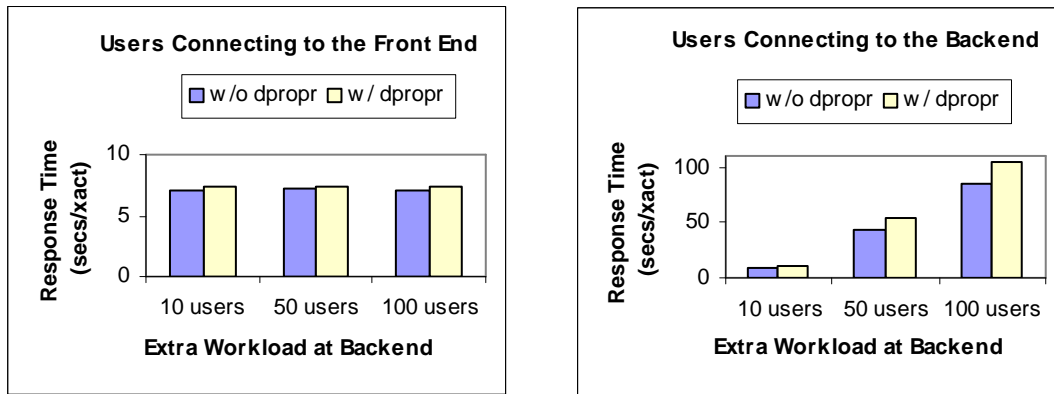 Users Connecting to the Front End
w/o dpropr w/ dpropr
Response Time
(secs/xact)
10
5
0
10 users 50 users 100 users
Extra Workload at Backend
Users Connecting to the Backend
w/o dpropr w/ dpropr
Response Time
(secs/xact)
100
50
0
10 users 50 users 100 users
Extra Workload at Backend